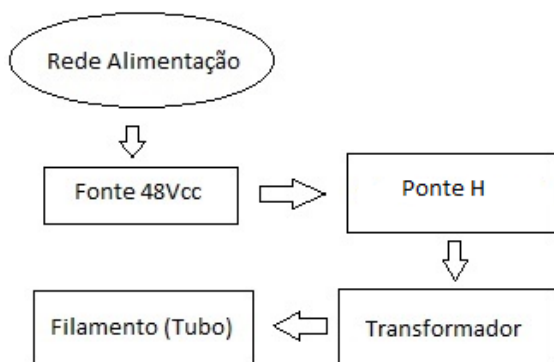 Rede Alimentação
Fonte 48Vcc
Ponte H
Transformador
Filamento (Tubo)